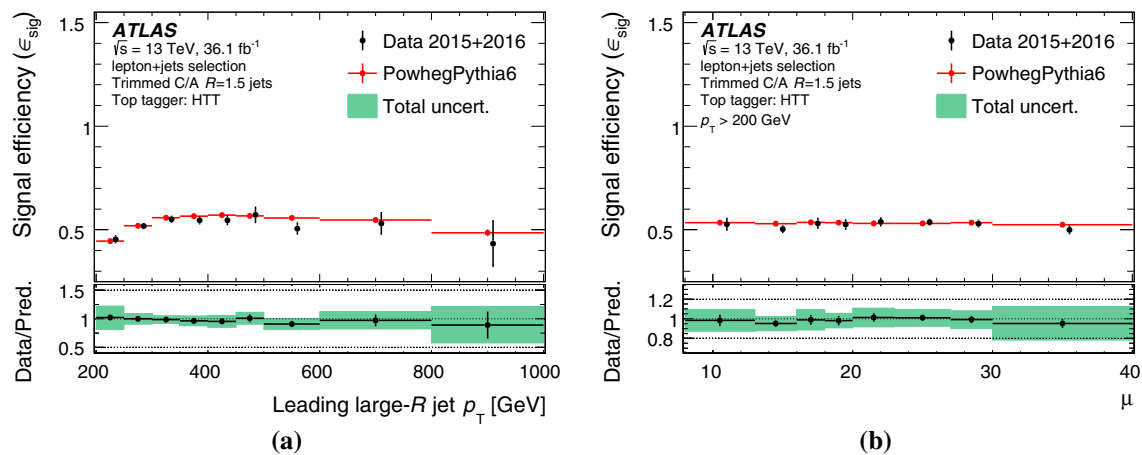 Signal efficiency (ϵsig)
1.5
1
0.5
ATLAS
√s = 13 TeV, 36.1 fb-1
lepton+jets selection
Trimmed C/A R=1.5 jets
Top tagger: HTT
Data 2015+2016
PowhegPythia6
Total uncert.
Data/Pred.
1.5
1
0.5
200 400 600 800 1000
Leading large-R jet pT [GeV]
(a)
Signal efficiency (ϵsig)
1.5
1
0.5
ATLAS
√s = 13 TeV, 36.1 fb-1
lepton+jets selection
Trimmed C/A R=1.5 jets
Top tagger: HTT
pT > 200 GeV
Data 2015+2016
PowhegPythia6
Total uncert.
Data/Pred.
1.2
1
0.8
10 20 30 40
μ
(b)